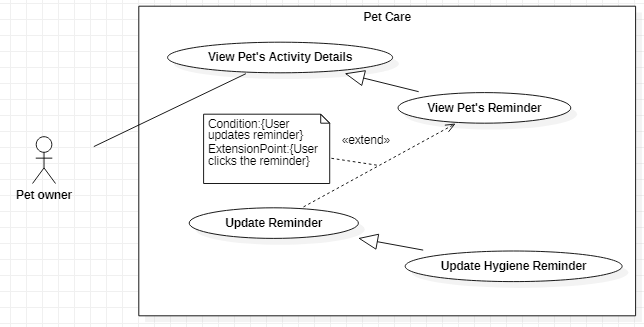 Pet Care
View Pet's Activity Details
View Pet's Reminder
Condition:{User
updates reminder}
ExtensionPoint:{User
clicks the reminder}
«extend»
Pet owner
Update Reminder
Update Hygiene Reminder